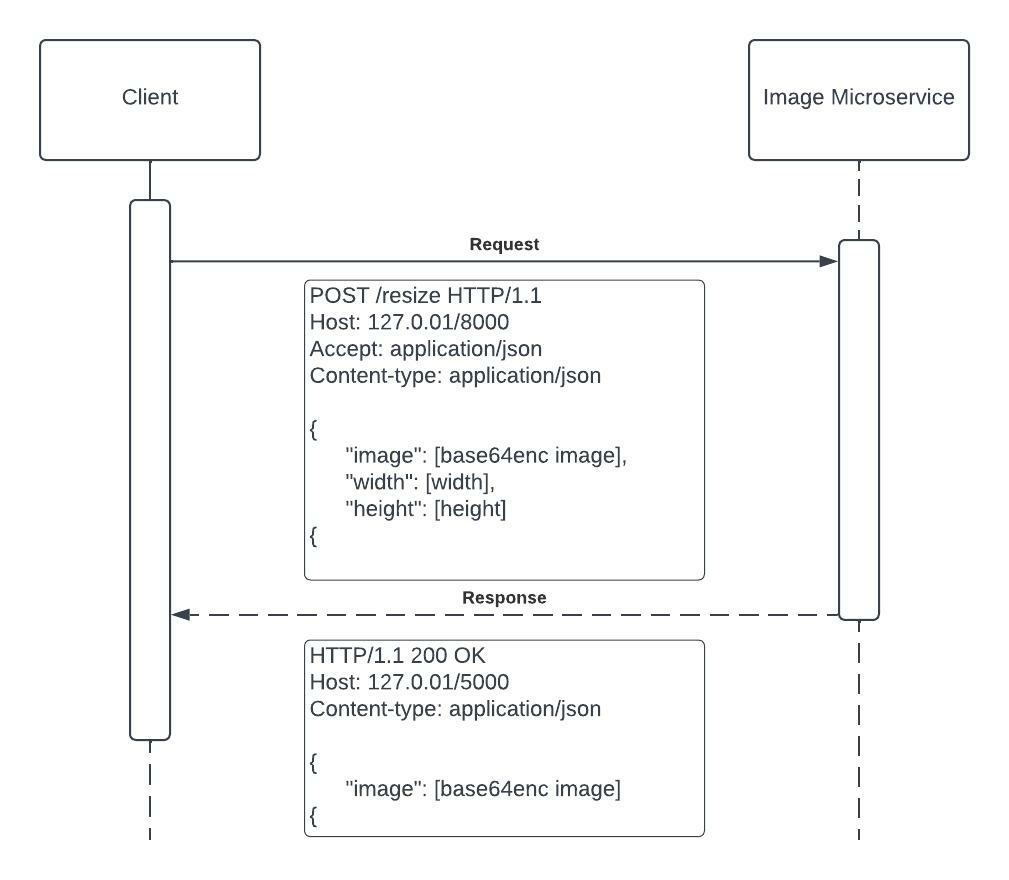 Client
Image Microservice
Request
POST /resize HTTP/1.1
Host: 127.0.01/8000
Accept: application/json
Content-type: application/json
{
"image": [base64enc image],
"width": [width],
"height": [height]
{
Response
HTTP/1.1 200 OK
Host: 127.0.01/5000
Content-type: application/json
{
"image": [base64enc image]
{